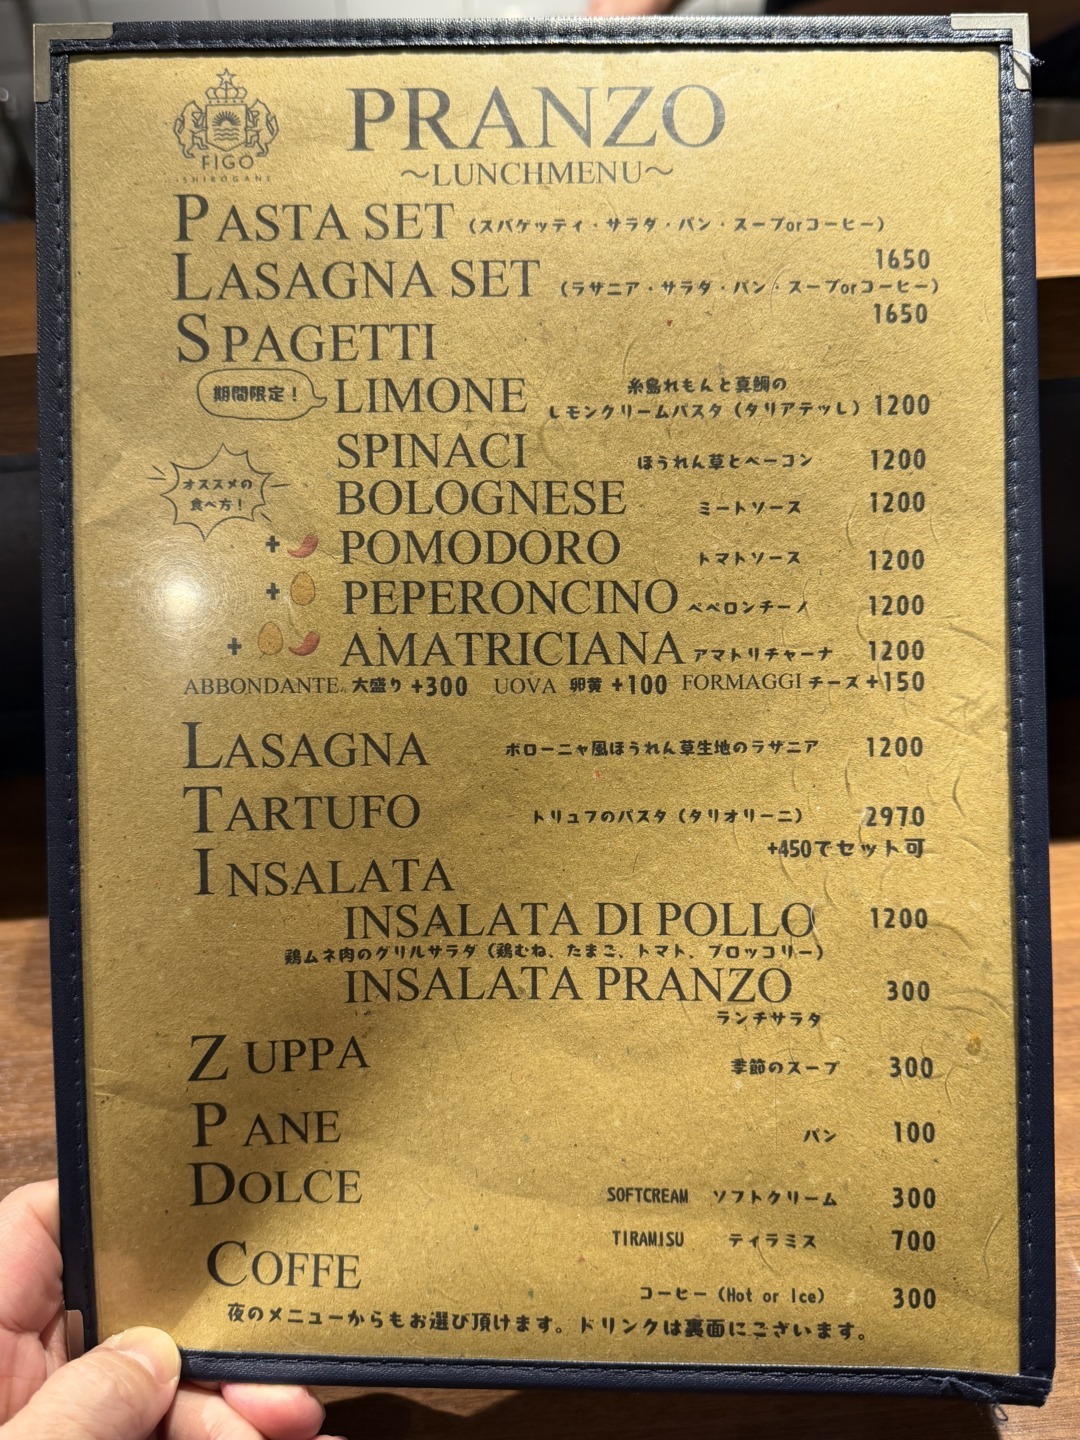 FIGO
SHIROGANE
PRANZO
～LUNCHMENU～
PASTA SET (スパゲッティ・サラダ・パン・スープorコーヒー)
1650
LASAGNA SET (ラザニア・サラダ・パン・スープorコーヒー)
1650
SPAGETTI
期間限定！
LIMONE 糸島れもんと真鯛の
レモンクリームパスタ（タリアテッレ） 1200
SPINACI ほうれん草とベーコン 1200
オススメの
食べ方！
BOLOGNESE ミートソース 1200
+ POMODORO トマトソース 1200
+ PEPERONCINO ペペロンチーノ 1200
+ AMATRICIANA アマトリチャーナ 1200
ABBONDANTE 大盛り +300 UOVA 卵黄 +100 FORMAGGI チーズ +150
LASAGNA ボローニャ風ほうれん草生地のラザニア 1200
TARTUFO トリュフのパスタ（タリオリーニ） 2970
+450でセット可
INSALATA
INSALATA DI POLLO 1200
鶏ムネ肉のグリルサラダ（鶏むね、たまご、トマト、ブロッコリー）
INSALATA PRANZO 300
ランチサラダ
ZUPPA 季節のスープ 300
PANE パン 100
DOLCE SOFTCREAM ソフトクリーム 300
TIRAMISU ティラミス 700
COFFE コーヒー（Hot or Ice） 300
夜のメニューからもお選び頂けます。ドリンクは裏面にございます。